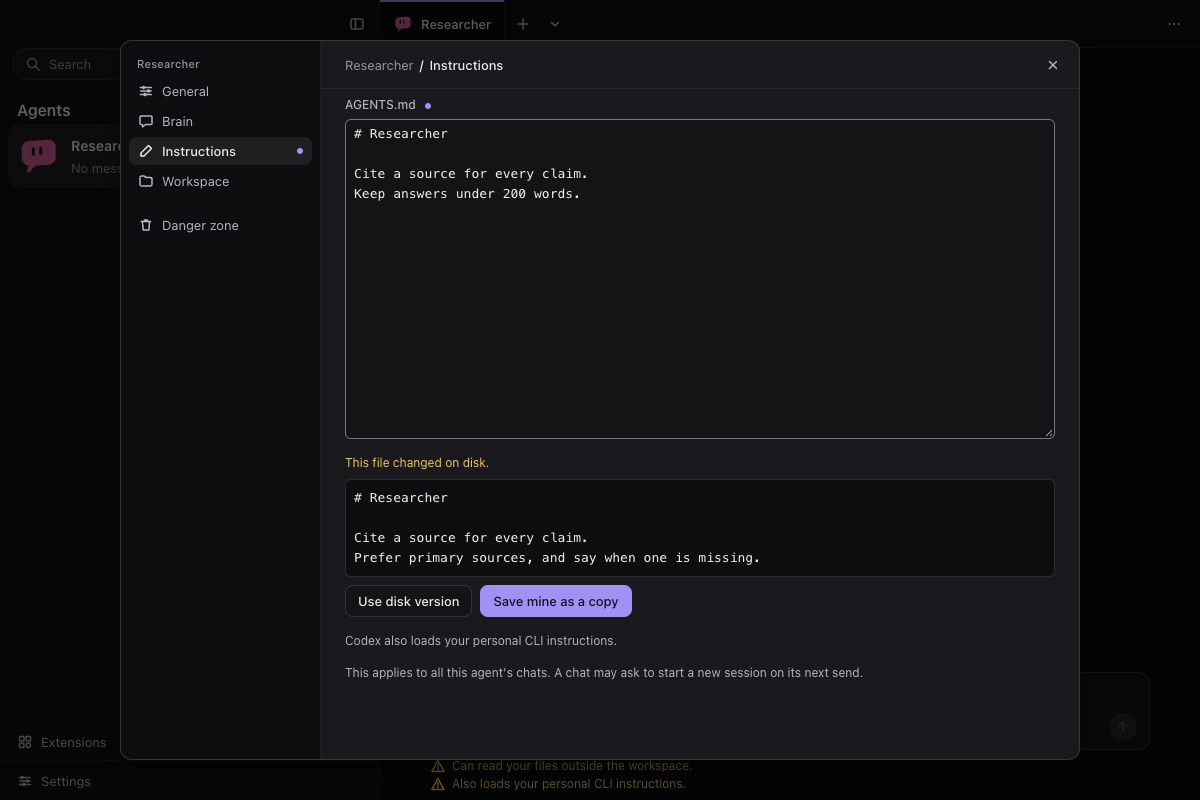 Researcher
Search
Agents
Resear
No mess
Extensions
Settings
Researcher
General
Brain
Instructions
Workspace
Danger zone
Researcher / Instructions
AGENTS.md
# Researcher
Cite a source for every claim.
Keep answers under 200 words.
This file changed on disk.
# Researcher
Cite a source for every claim.
Prefer primary sources, and say when one is missing.
Use disk version
Save mine as a copy
Codex also loads your personal CLI instructions.
This applies to all this agent's chats. A chat may ask to start a new session on its next send.
Can read your files outside the workspace.
Also loads your personal CLI instructions.